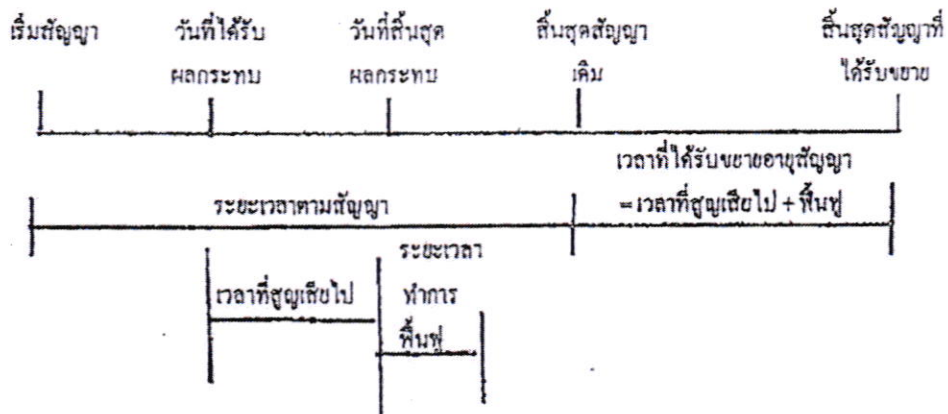 เริ่มสัญญา วันที่ได้รับ วันที่สิ้นสุด สิ้นสุดสัญญา สิ้นสุดสัญญาที่
ผลกระทบ ผลกระทบ เดิม ได้รับขยาย
เวลาที่ได้รับขยายอายุสัญญา
ระยะเวลาตามสัญญา =เวลาที่สูญเสียไป + ฟื้นฟู
ระยะเวลา
เวลาที่สูญเสียไป ทำการ
ฟื้นฟู